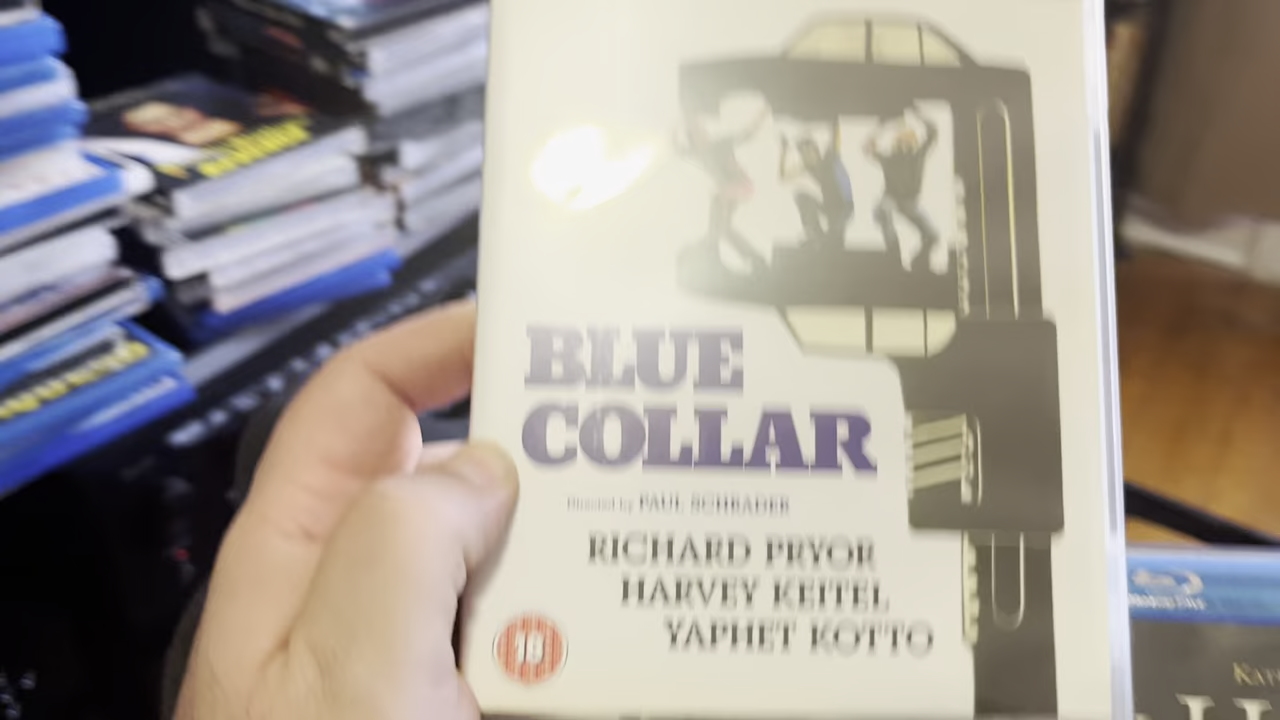 BLUE
COLLAR
Directed by PAUL SCHRADER
RICHARD PRYOR
HARVEY KEITEL
YAPHET KOTTO
18